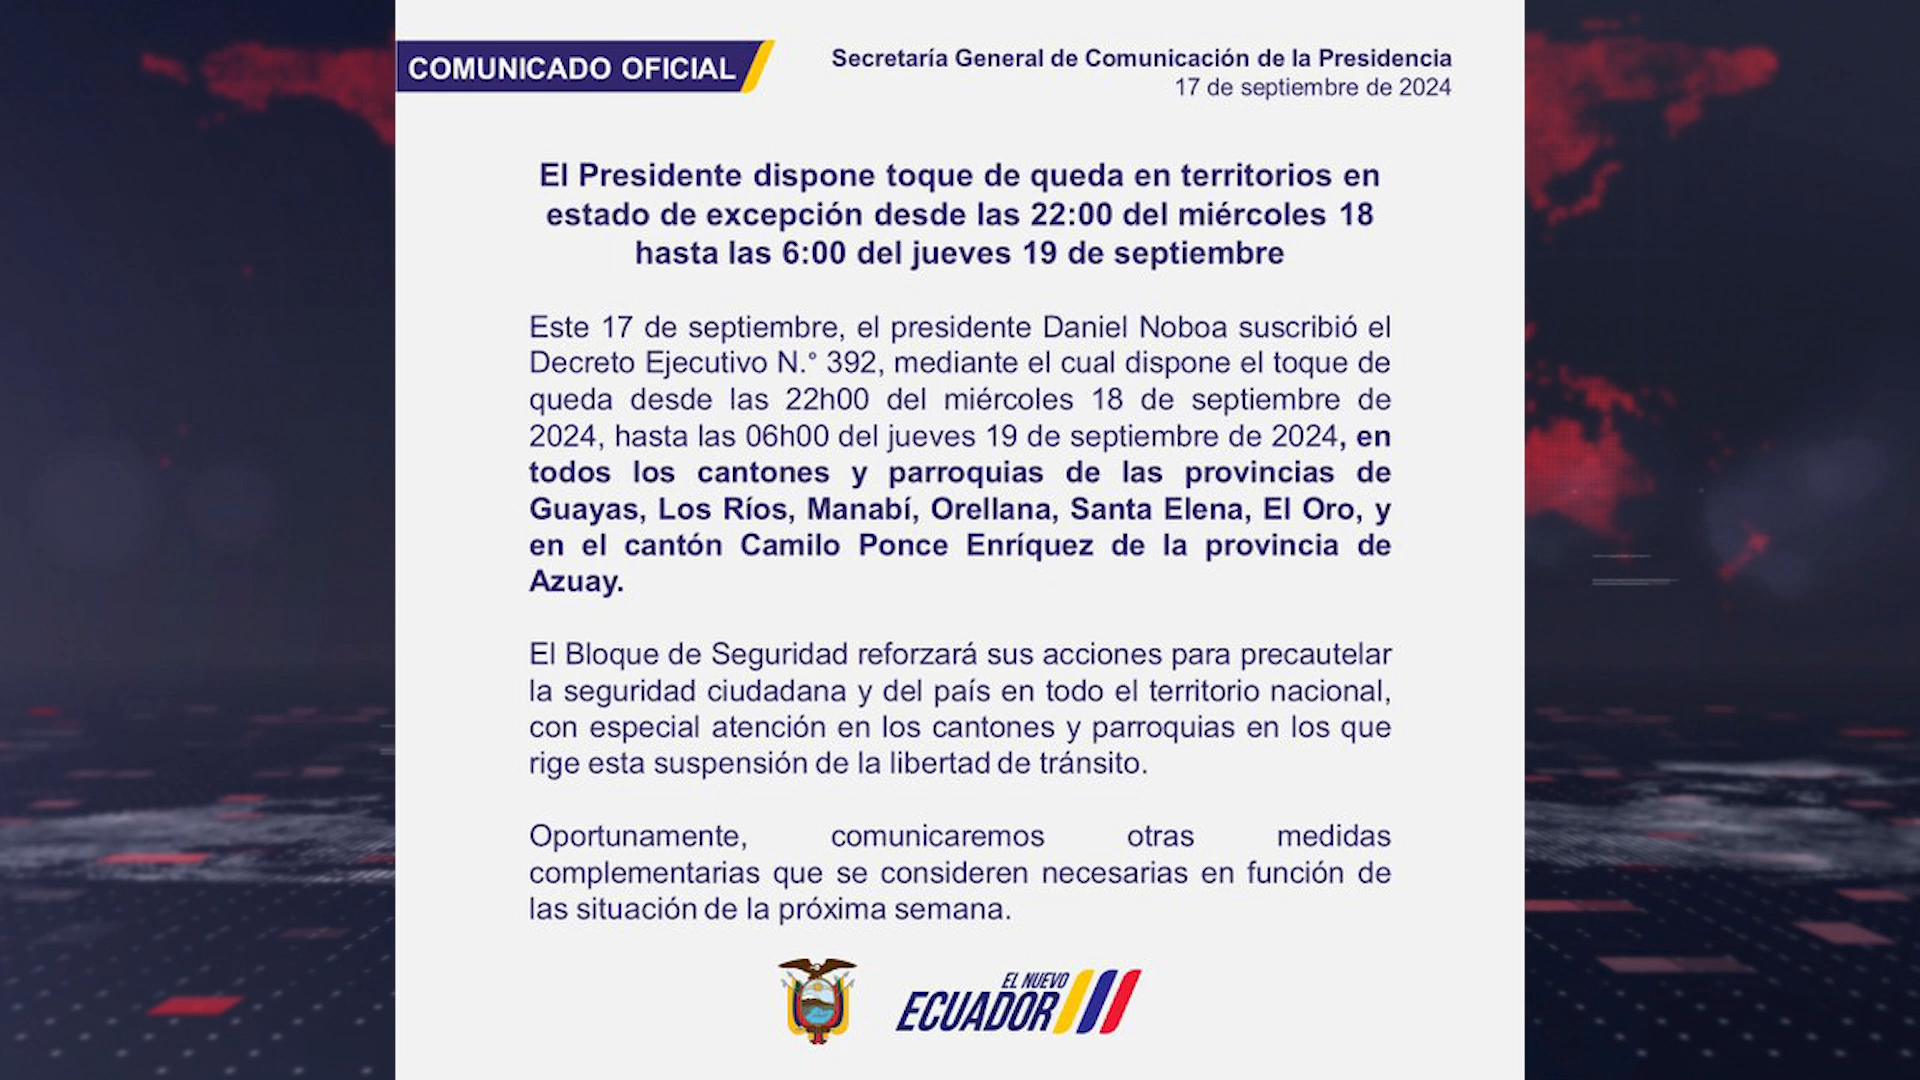 COMUNICADO OFICIAL
Secretaría General de Comunicación de la Presidencia
17 de septiembre de 2024
El Presidente dispone toque de queda en territorios en
estado de excepción desde las 22:00 del miércoles 18
hasta las 6:00 del jueves 19 de septiembre
Este 17 de septiembre, el presidente Daniel Noboa suscribió el
Decreto Ejecutivo N.° 392, mediante el cual dispone el toque de
queda desde las 22h00 del miércoles 18 de septiembre de
2024, hasta las 06h00 del jueves 19 de septiembre de 2024, en
todos los cantones y parroquias de las provincias de
Guayas, Los Ríos, Manabí, Orellana, Santa Elena, El Oro, y
en el cantón Camilo Ponce Enríquez de la provincia de
Azuay.
El Bloque de Seguridad reforzará sus acciones para precautelar
la seguridad ciudadana y del país en todo el territorio nacional,
con especial atención en los cantones y parroquias en los que
rige esta suspensión de la libertad de tránsito.
Oportunamente, comunicaremos otras medidas
complementarias que se consideren necesarias en función de
las situación de la próxima semana.
EL NUEVO
ECUADOR